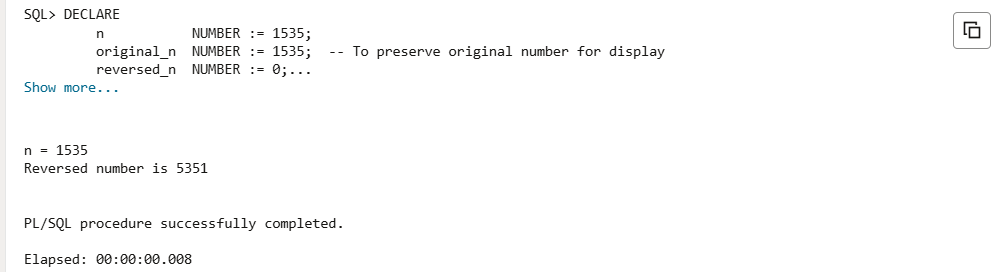 SQL> DECLARE
n NUMBER := 1535;
original_n NUMBER := 1535; -- To preserve original number for display
reversed_n NUMBER := 0;...
Show more...
n = 1535
Reversed number is 5351
PL/SQL procedure successfully completed.
Elapsed: 00:00:00.008